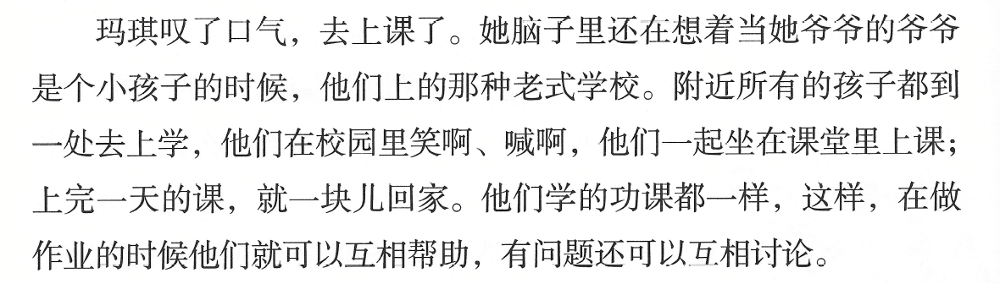 玛琪叹了口气，去上课了。她脑子里还在想着当她爷爷的爷爷
是个小孩子的时候，他们上的那种老式学校。附近所有的孩子都到
一处去上学，他们在校园里笑啊、喊啊，他们一起坐在课堂里上课；
上完一天的课，就一块儿回家。他们学的功课都一样，这样，在做
作业的时候他们就可以互相帮助，有问题还可以互相讨论。